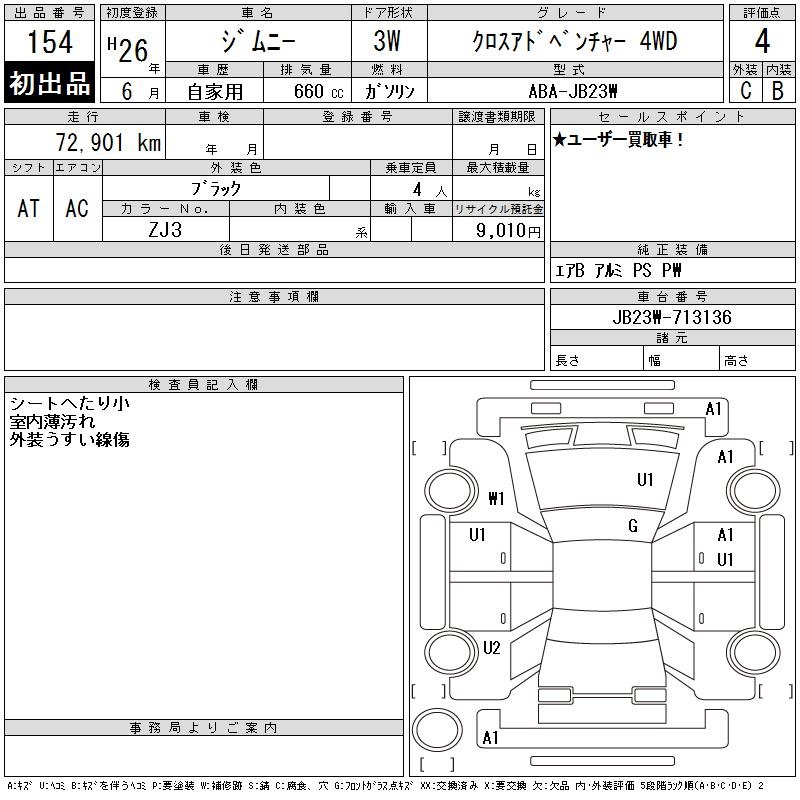 出品番号 初度登録 車名 ドア形状 グレード 評価点
154 H26年 ジムニー 3W クロスアドベンチャー 4WD 4
初出品 車歴 排気量 燃料 型式 外装 内装
6月 自家用 660 cc ガソリン ABA-JB23W C B
走行 車検 登録番号 譲渡書類期限 セールスポイント
72,901 km 年 月 月 日 ★ユーザー買取車！
シフト エアコン 外装色 乗車定員 最大積載量
AT AC ブラック 4 人 kg
カラーNo. 内装色 輸入車 リサイクル預託金
ZJ3 系 9,010円
後日発送部品 純正装備
エアB アルミ PS PW
注意事項欄 車台番号
JB23W-713136
諸元
長さ 幅 高さ
検査員記入欄
シートへたり小
室内薄汚れ
外装うすい線傷
A1
A1
U1
W1
G
U1 A1
U1
U2
A1
事務局よりご案内
A:キズ U:ヘコミ B:キズを伴うヘコミ P:要塗装 W:補修跡 S:錆 C:腐食、穴 G:フロントガラス点キズ XX:交換済み X:要交換 欠:欠品 内･外装評価 5段階ランク順(A･B･C･D･E) 2